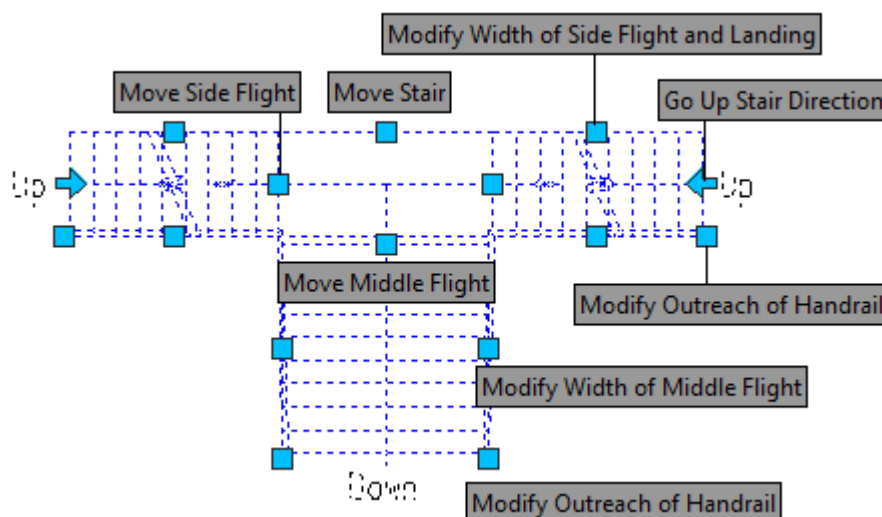 Modify Width of Side Flight and Landing
Move Side Flight
Move Stair
Go Up Stair Direction
Up
Up
Move Middle Flight
Modify Outreach of Handrail
Modify Width of Middle Flight
Down
Modify Outreach of Handrail